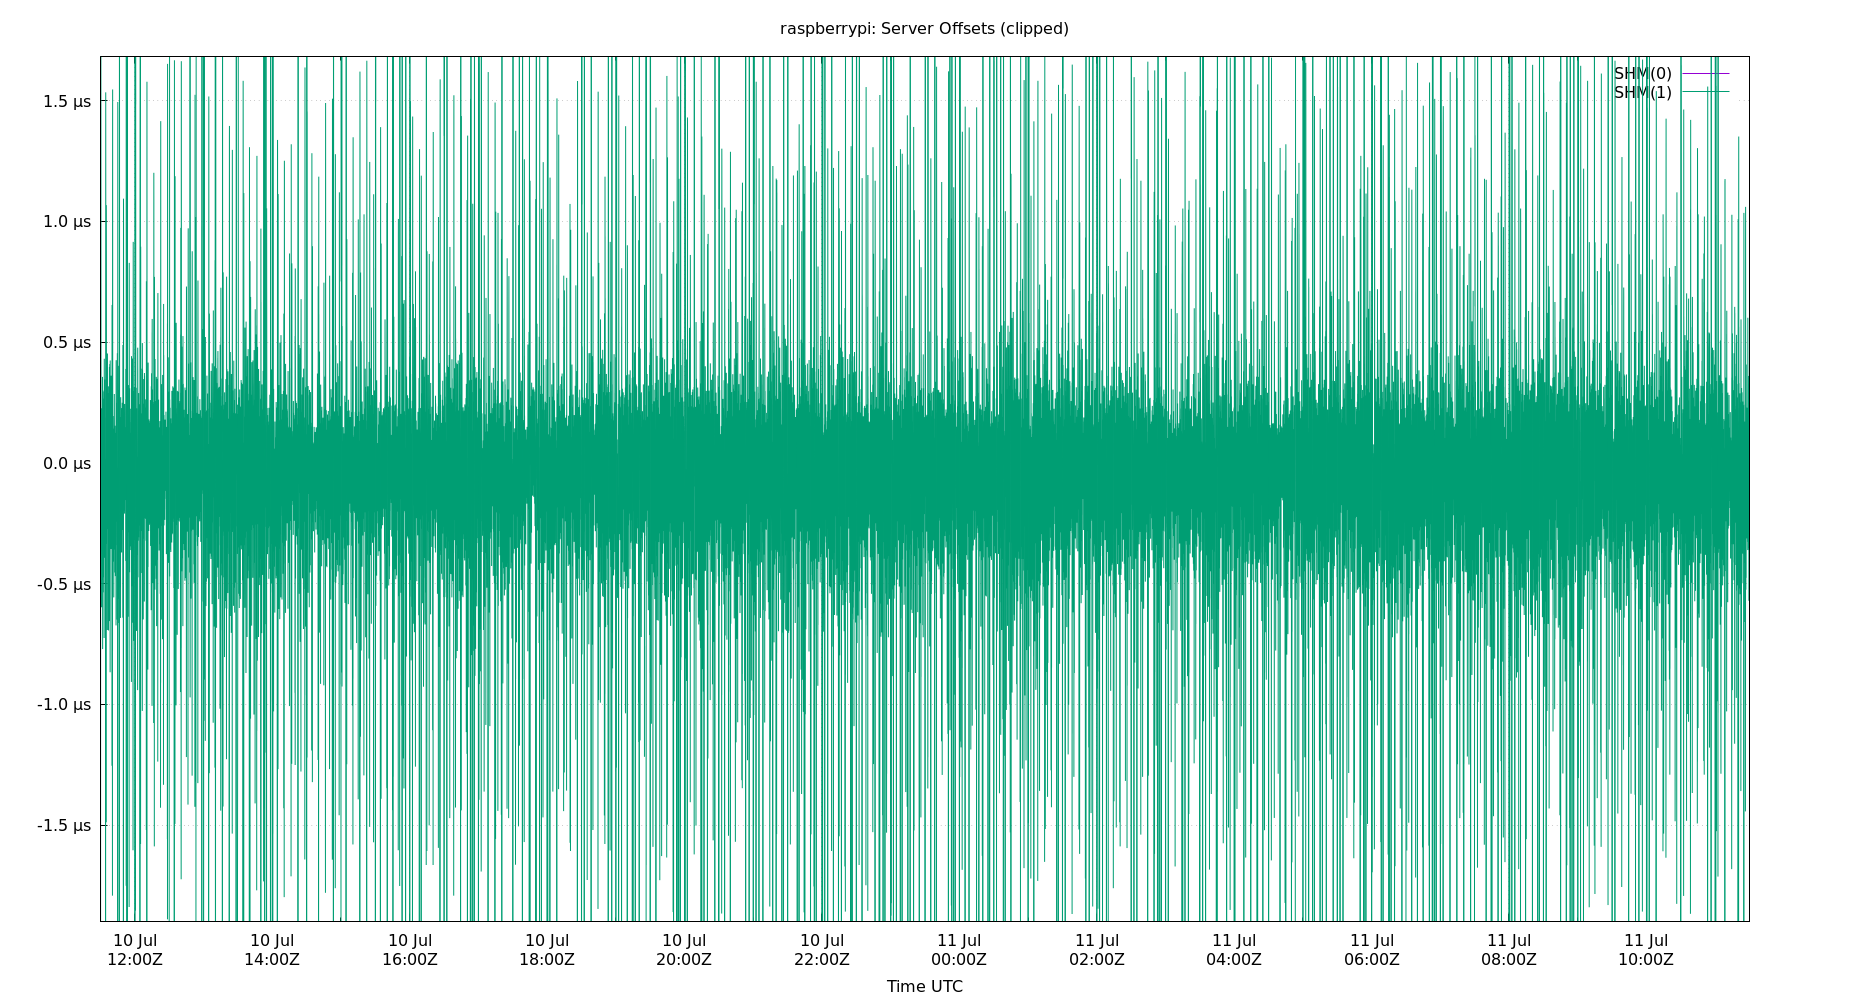 raspberrypi: Server Offsets (clipped)
SHM(0)
SHM(1)
1.5 µs
1.0 µs
0.5 µs
0.0 µs
-0.5 µs
-1.0 µs
-1.5 µs
10 Jul 10 Jul 10 Jul 10 Jul 10 Jul 10 Jul 11 Jul 11 Jul 11 Jul 11 Jul 11 Jul 11 Jul
12:00Z 14:00Z 16:00Z 18:00Z 20:00Z 22:00Z 00:00Z 02:00Z 04:00Z 06:00Z 08:00Z 10:00Z
Time UTC